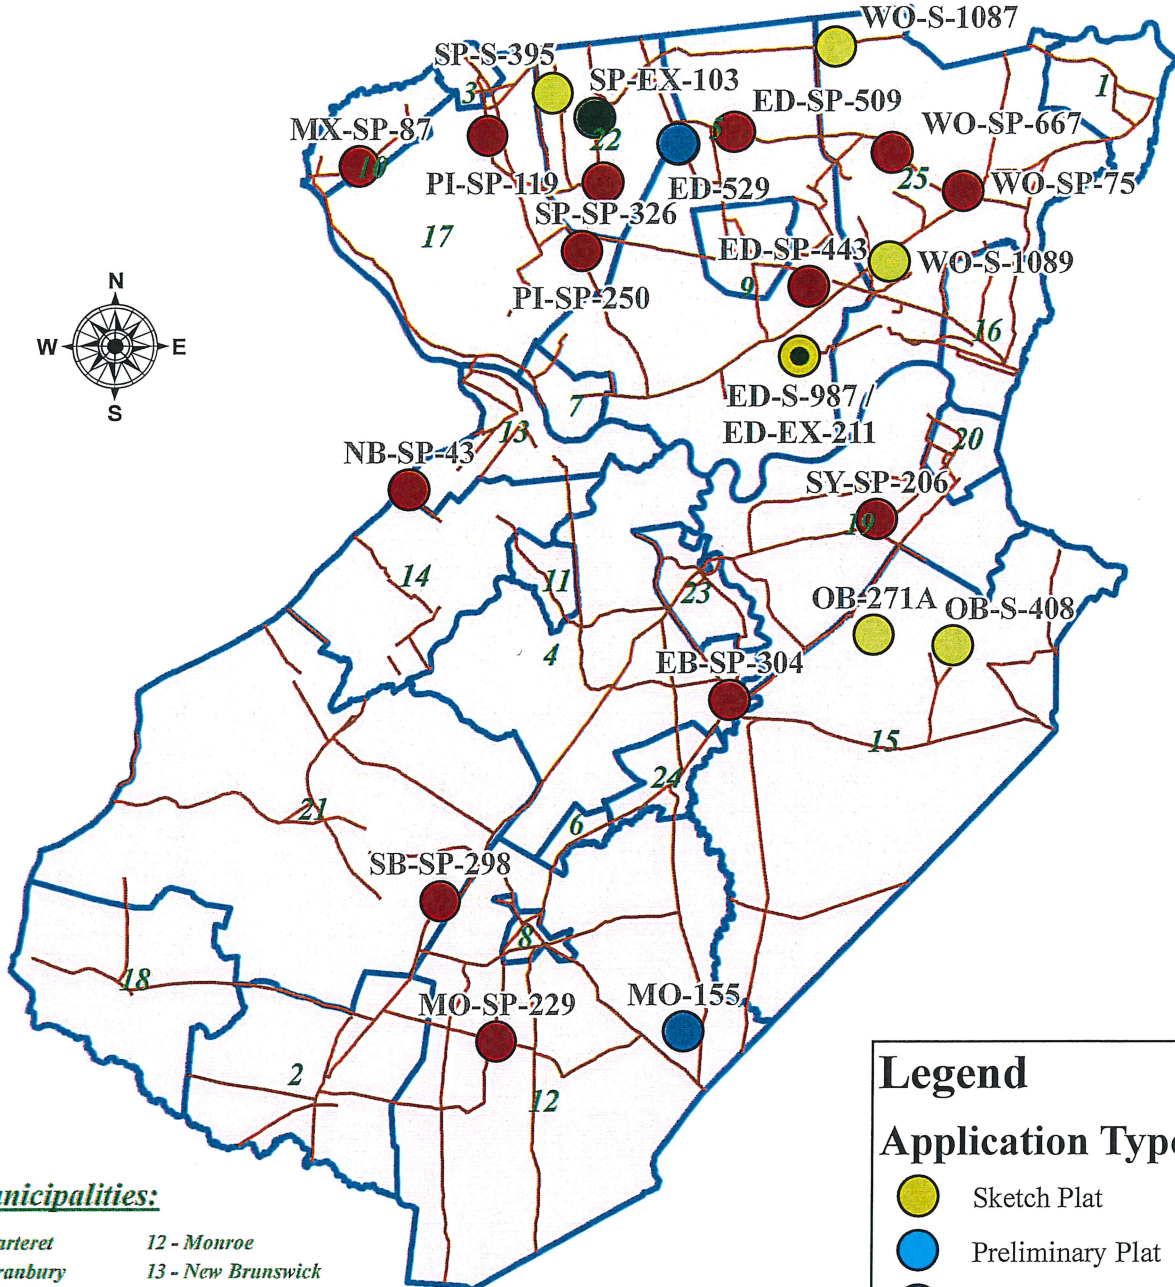 WO-S-1087
SP-S-395
SP-EX-103
3
1
ED-SP-509
MX-SP-87
WO-SP-667
22
5
10
PI-SP-119
ED-529
25
WO-SP-75
SP-SP-326
17
ED-SP-443
WO-S-1089
9
PI-SP-250
16
N
W
E
S
7
ED-S-987 /
ED-EX-211
13
20
NB-SP-43
SY-SP-206
19
14
11
23
OB-271A
OB-S-408
4
EB-SP-304
15
24
21
6
SB-SP-298
8
18
MO-SP-229
MO-155
2
12
Legend
Application Type
Sketch Plat
Preliminary Plat
unicipalities:
arteret
12 - Monroe
ranbury
13 - New Brunswick